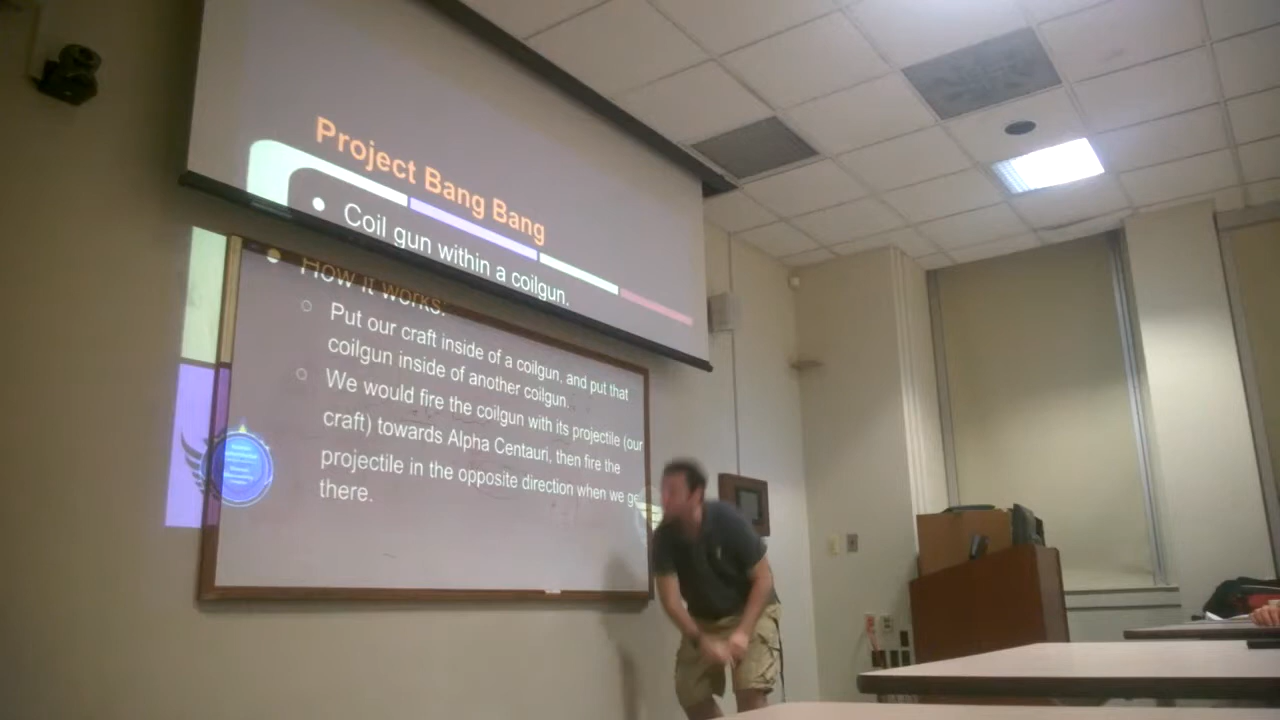 Project Bang Bang
Coil gun within a coilgun.
How it works:
Put our craft inside of a coilgun, and put that
coilgun inside of another coilgun.
We would fire the coilgun with its projectile (our
craft) towards Alpha Centauri, then fire the
projectile in the opposite direction when we ge
there.